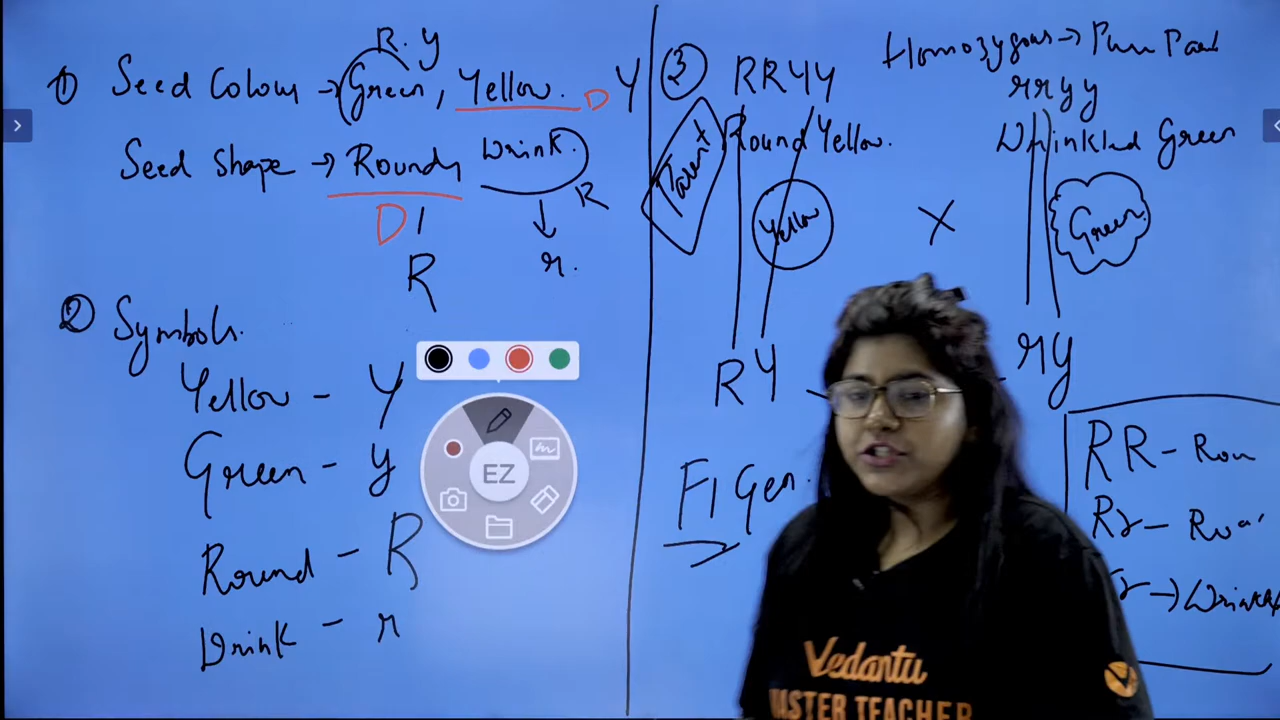 R. y
① Seed Colour → Green, Yellow. D Y
Seed Shape → Round, Wrink.
D R
R r.
② Symbols.
Yellow - Y
Green - y
Round - R
Wrink - r
EZ
③ RRYY
Homozygous → Pure
rryy
Parent
Round Yellow.
Wrinkled Green
Yellow
X
Green
RY
ry
F1 Gen.
RR - Rou
Rr - Rou
r → Wrinkl
Vedantu
MASTER TEACHER